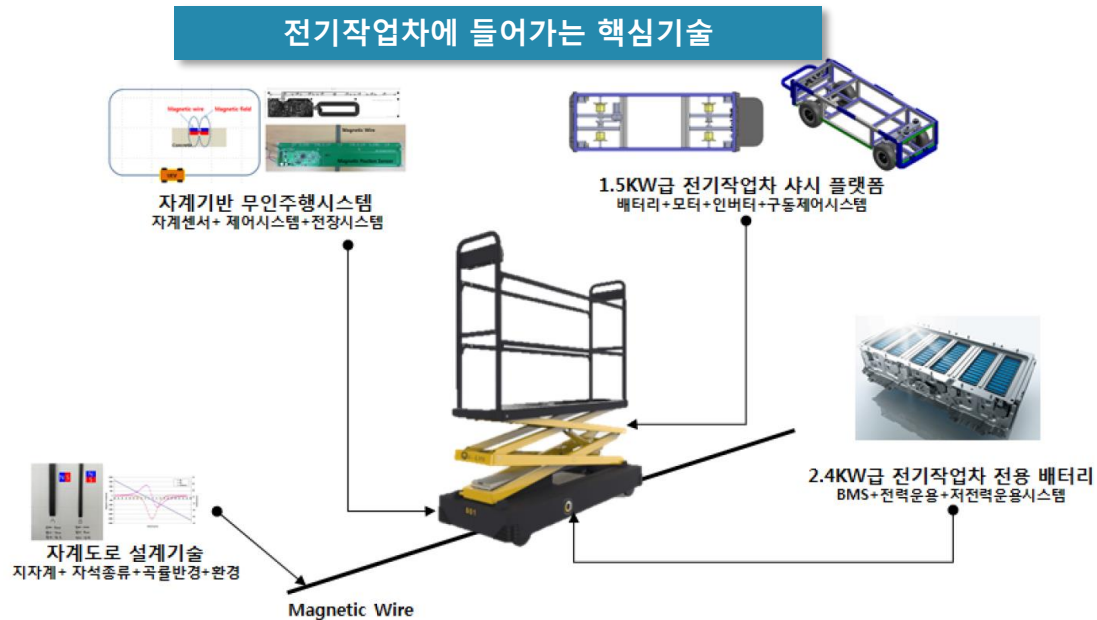 전기작업차에 들어가는 핵심기술
Magnetic wire
Magnetic field
Concrete
Magnetic Wire
Magnetic Position Sensor
자계기반 무인주행시스템
자계센서+ 제어시스템+전장시스템
1.5KW급 전기작업차 샤시 플랫폼
배터리+모터+인버터+구동제어시스템
2.4KW급 전기작업차 전용 배터리
BMS+전력운용+저전력운용시스템
601
자계도로 설계기술
지자계+ 자석종류+곡률반경+환경
Magnetic Wire